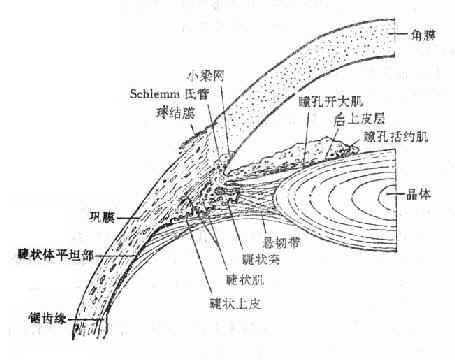 角膜
小梁网
Schlemm 氏管
球结膜
瞳孔开大肌
后上皮层
瞳孔括约肌
晶体
巩膜
睫状体平坦部
悬韧带
睫状突
睫状肌
睫状上皮
锯齿缘